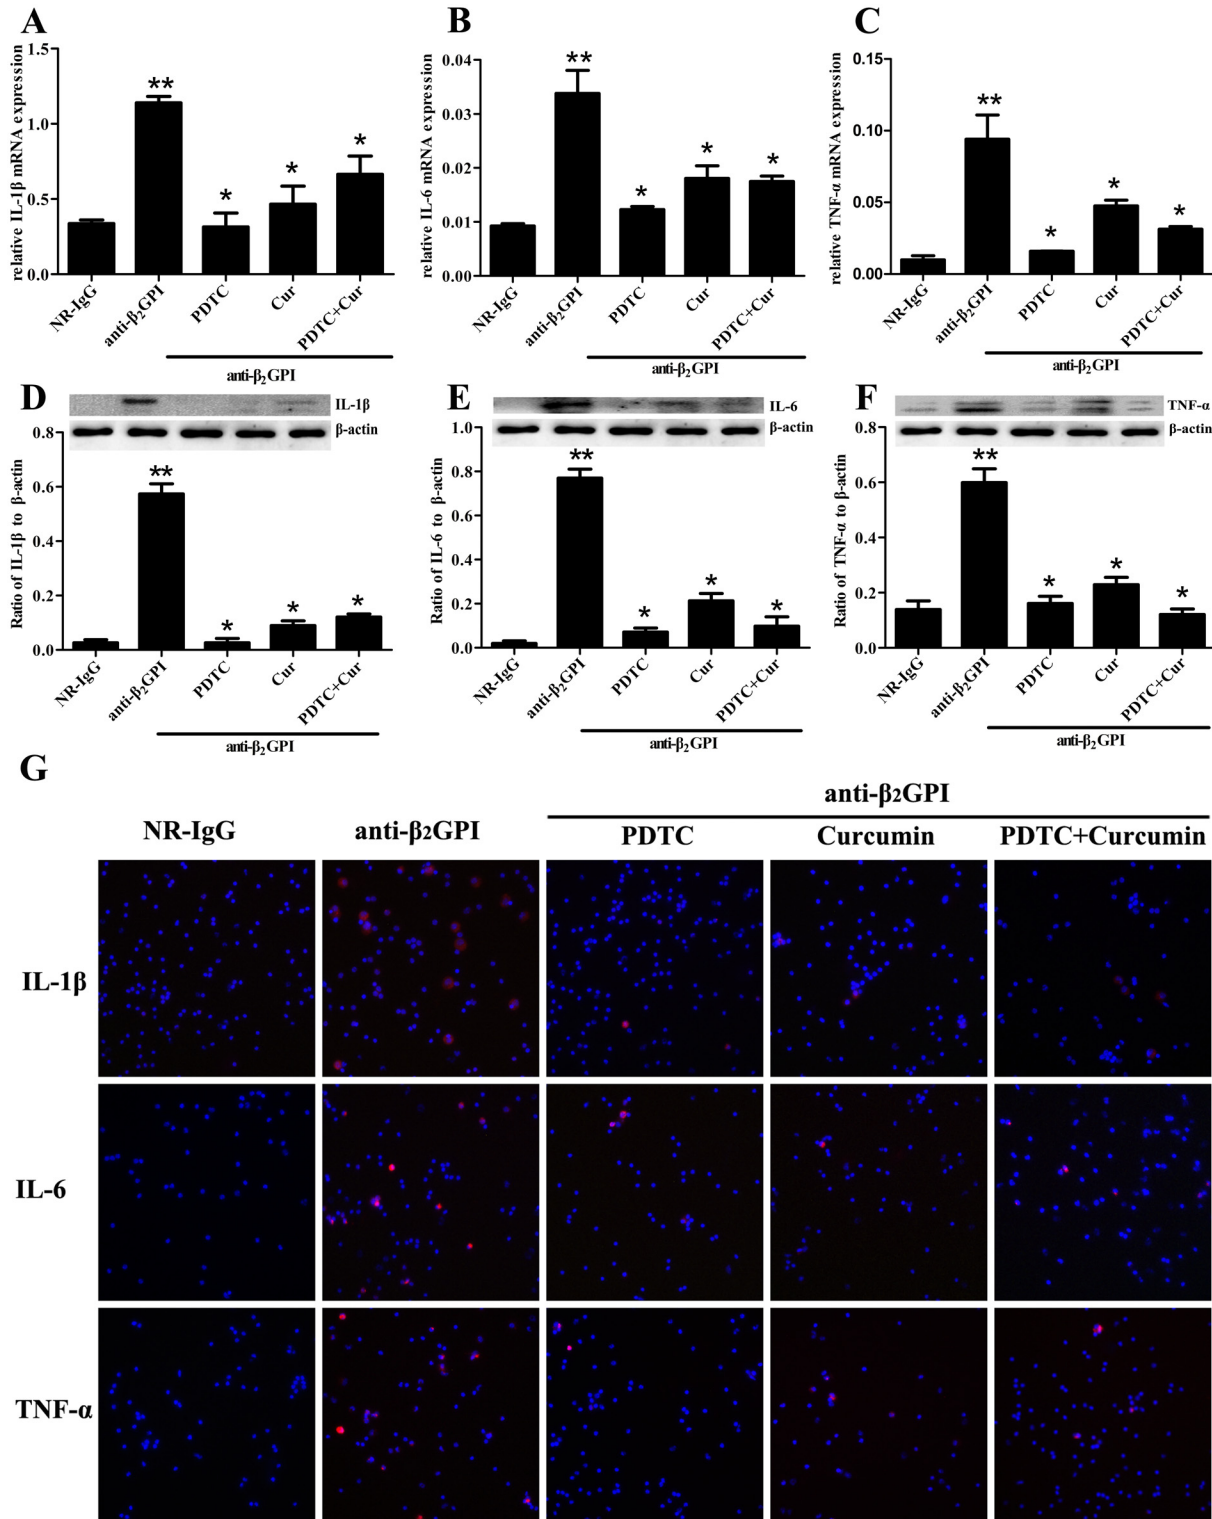 A
relative IL-1β mRNA expression
1.5
1.0
0.5
0.0
**
*
*
*
NR-IgG
anti-β2GPI
PDTC
Cur
PDTC+Cur
anti-β2GPI
B
relative IL-6 mRNA expression
0.04
0.03
0.02
0.01
0.00
**
*
*
*
NR-IgG
anti-β2GPI
PDTC
Cur
PDTC+Cur
anti-β2GPI
C
relative TNF-α mRNA expression
0.15
0.10
0.05
0.00
**
*
*
*
NR-IgG
anti-β2GPI
PDTC
Cur
PDTC+Cur
anti-β2GPI
D
IL-1β
β-actin
Ratio of IL-1β to β-actin
0.8
0.6
0.4
0.2
0.0
**
*
*
*
NR-IgG
anti-β2GPI
PDTC
Cur
PDTC+Cur
anti-β2GPI
E
IL-6
β-actin
Ratio of IL-6 to β-actin
1.0
0.8
0.6
0.4
0.2
0.0
**
*
*
*
NR-IgG
anti-β2GPI
PDTC
Cur
PDTC+Cur
anti-β2GPI
F
TNF-α
β-actin
Ratio of TNF-α to β-actin
0.8
0.6
0.4
0.2
0.0
**
*
*
*
NR-IgG
anti-β2GPI
PDTC
Cur
PDTC+Cur
anti-β2GPI
G
anti-β2GPI
NR-IgG anti-β2GPI PDTC Curcumin PDTC+Curcumin
IL-1β
IL-6
TNF-α